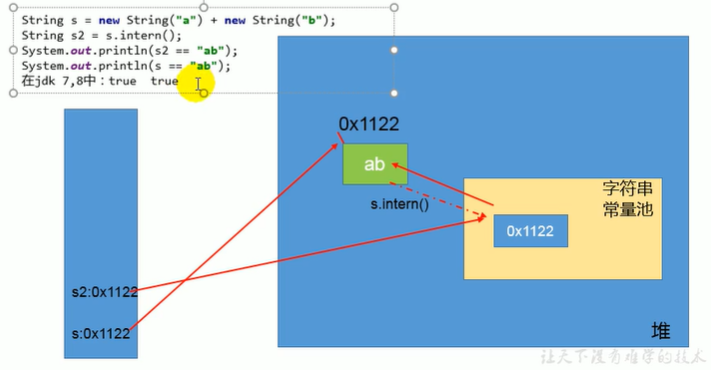 String s = new String("a") + new String("b");
String s2 = s.intern();
System.out.println(s2 == "ab");
System.out.println(s == "ab");
在jdk 7,8中：true  true
0x1122
ab
s.intern()
字符串
常量池
0x1122
s2:0x1122
s:0x1122
堆
让天下没有难学的技术